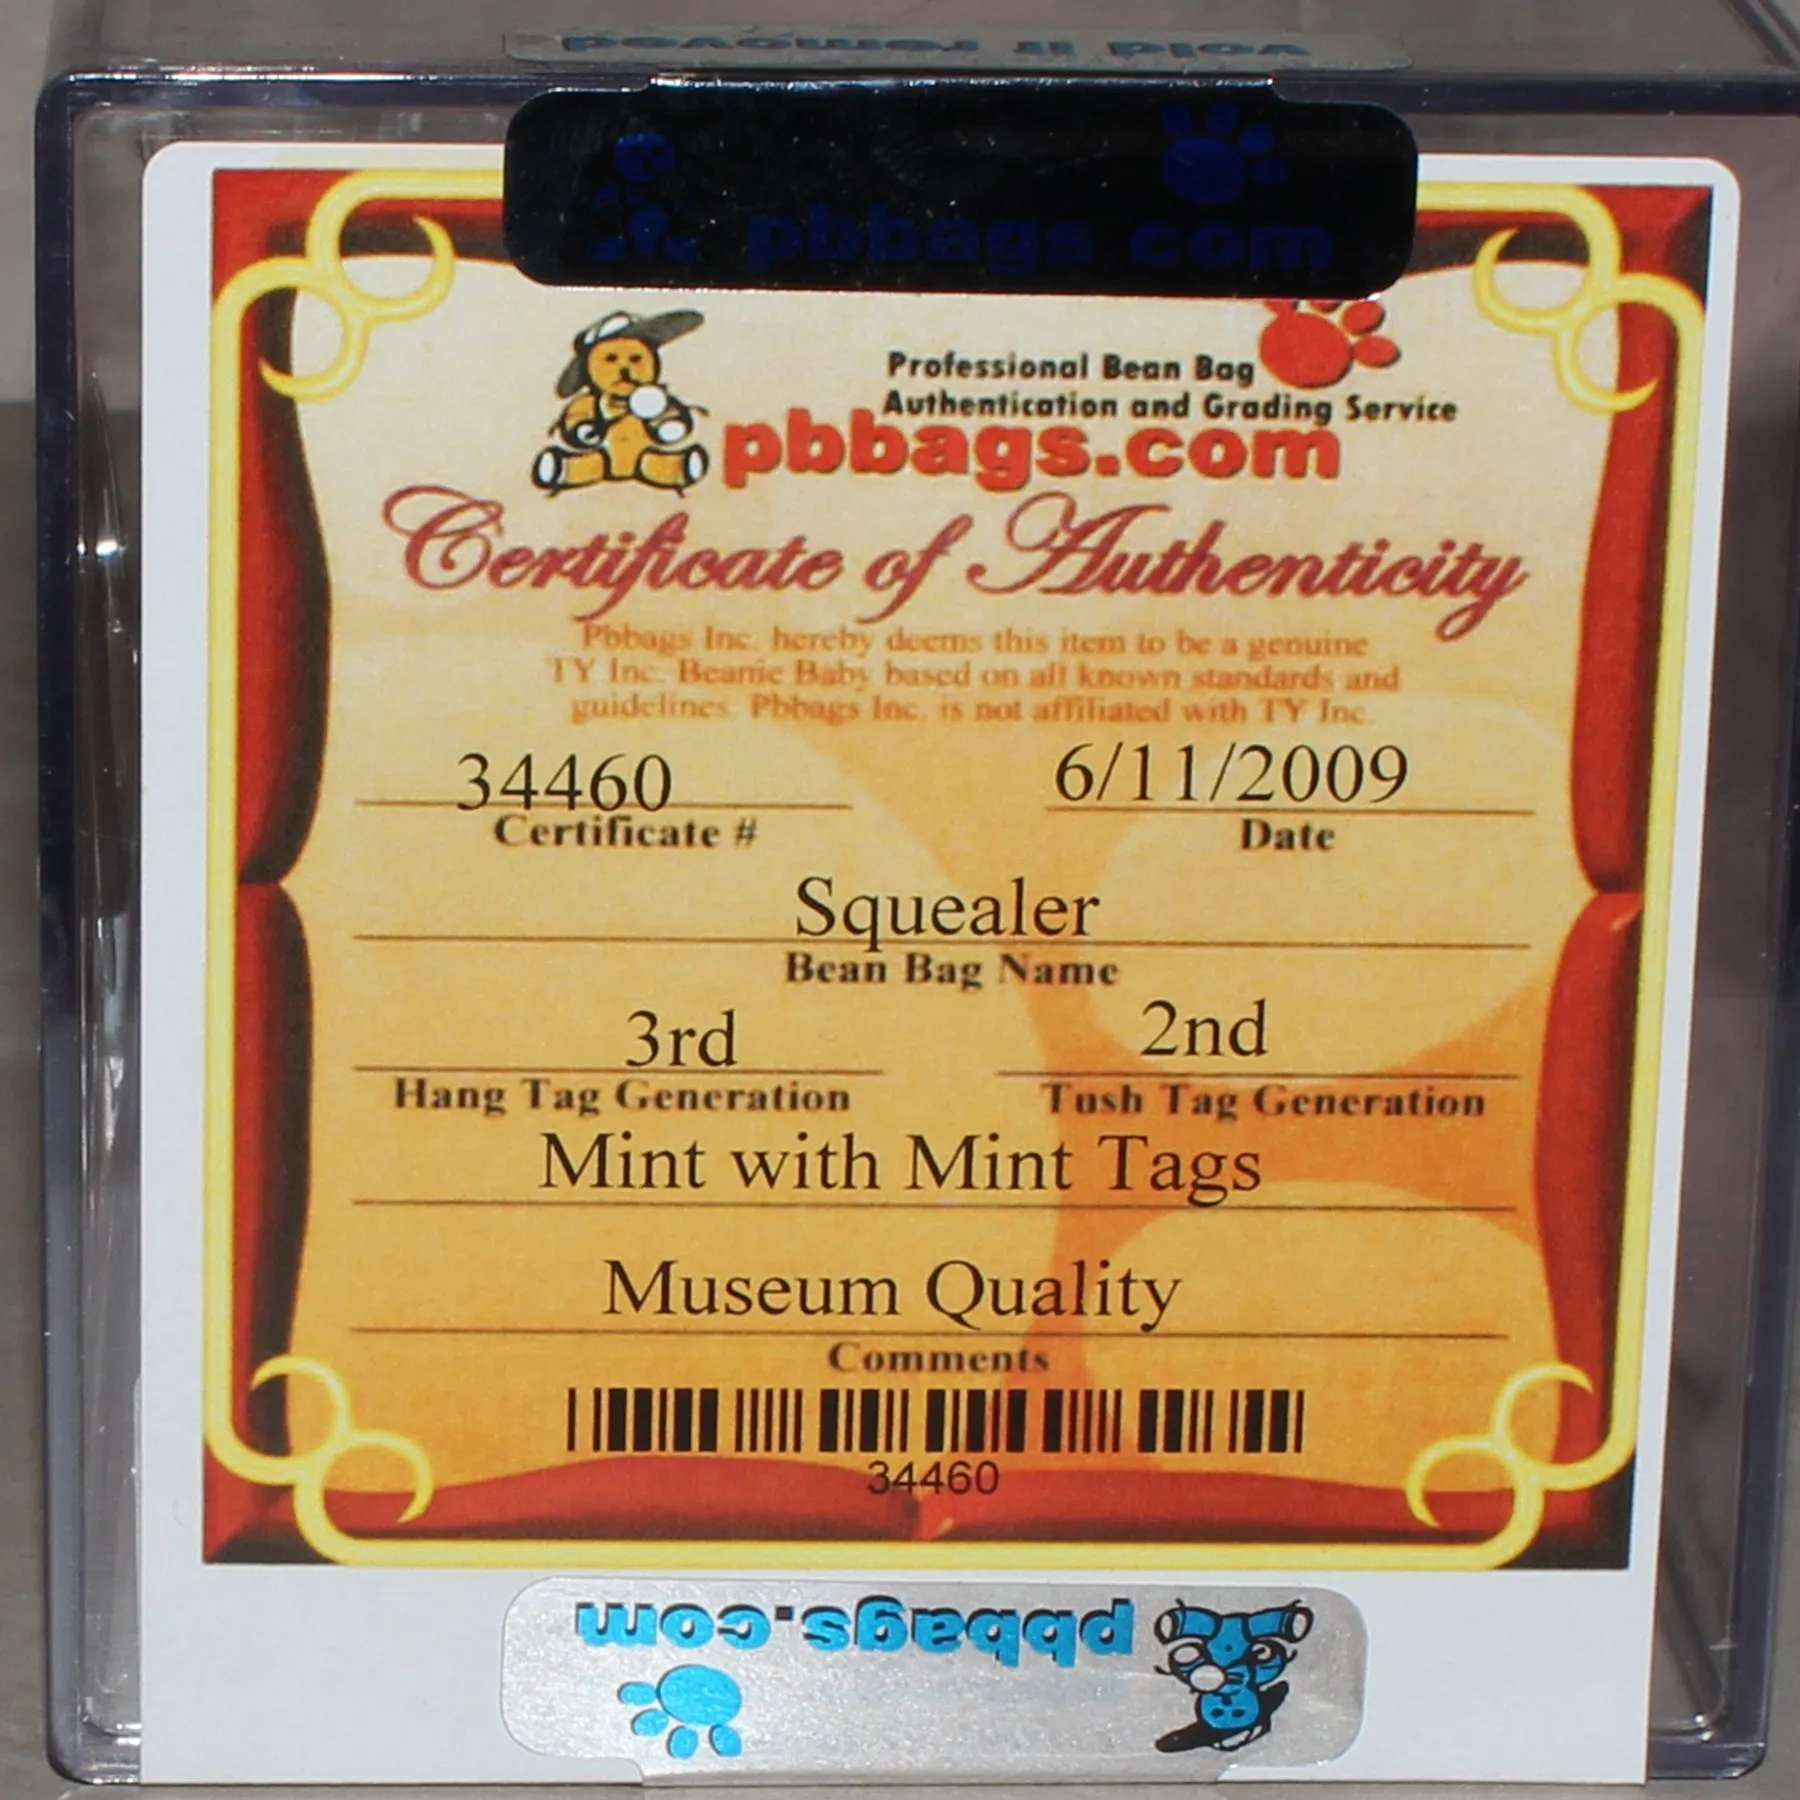 void if removed
pbbags.com
Professional Bean Bag
Authentication and Grading Service
pbbags.com
Certificate of Authenticity
Pbbags Inc. hereby deems this item to be a genuine
TY Inc. Beanie Baby based on all known standards and
guidelines. Pbbags Inc. is not affiliated with TY Inc.
34460 6/11/2009
Certificate # Date
Squealer
Bean Bag Name
3rd 2nd
Hang Tag Generation Tush Tag Generation
Mint with Mint Tags
Museum Quality
Comments
34460
pbbags.com